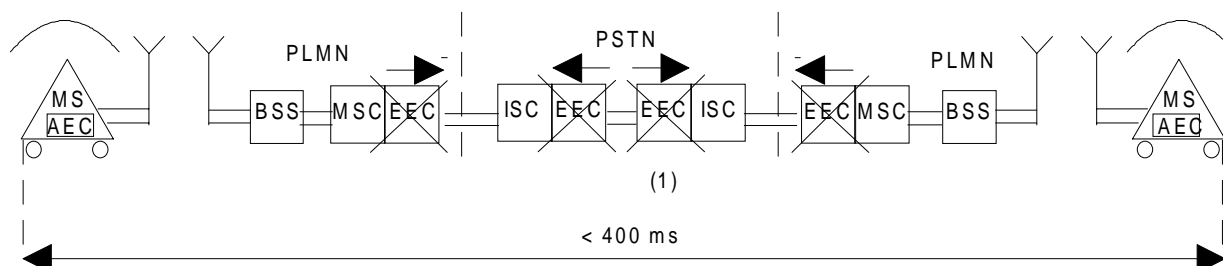 PLMN
PSTN
PLMN
MS
AEC
BSS
MSC
EEC
ISC
EEC
EEC
ISC
EEC
MSC
BSS
MS
AEC
(1)
< 400 ms